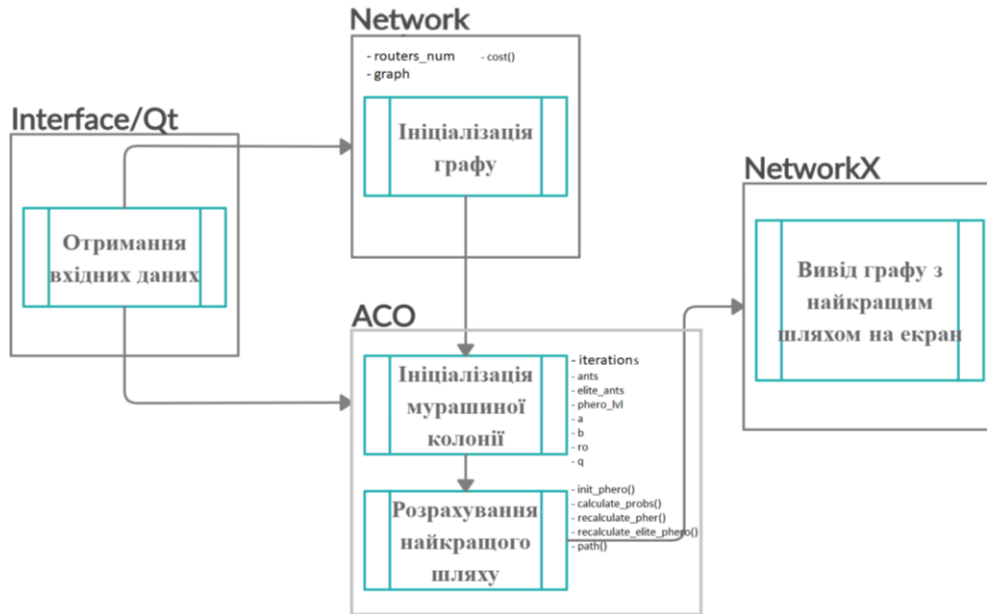 Network
- routers_num - cost()
- graph
Ініціалізація
графу
Interface/Qt
Отримання
вхідних даних
NetworkX
Вивід графу з
найкращим
шляхом на екран
ACO
Ініціалізація
мурашиної
колонії
- iterations
- ants
- elite_ants
- phero_lvl
- a
- b
- ro
- q
Розрахування
найкращого
шляху
- init_phero()
- calculate_probs()
- recalculate_pher()
- recalculate_elite_phero()
- path()